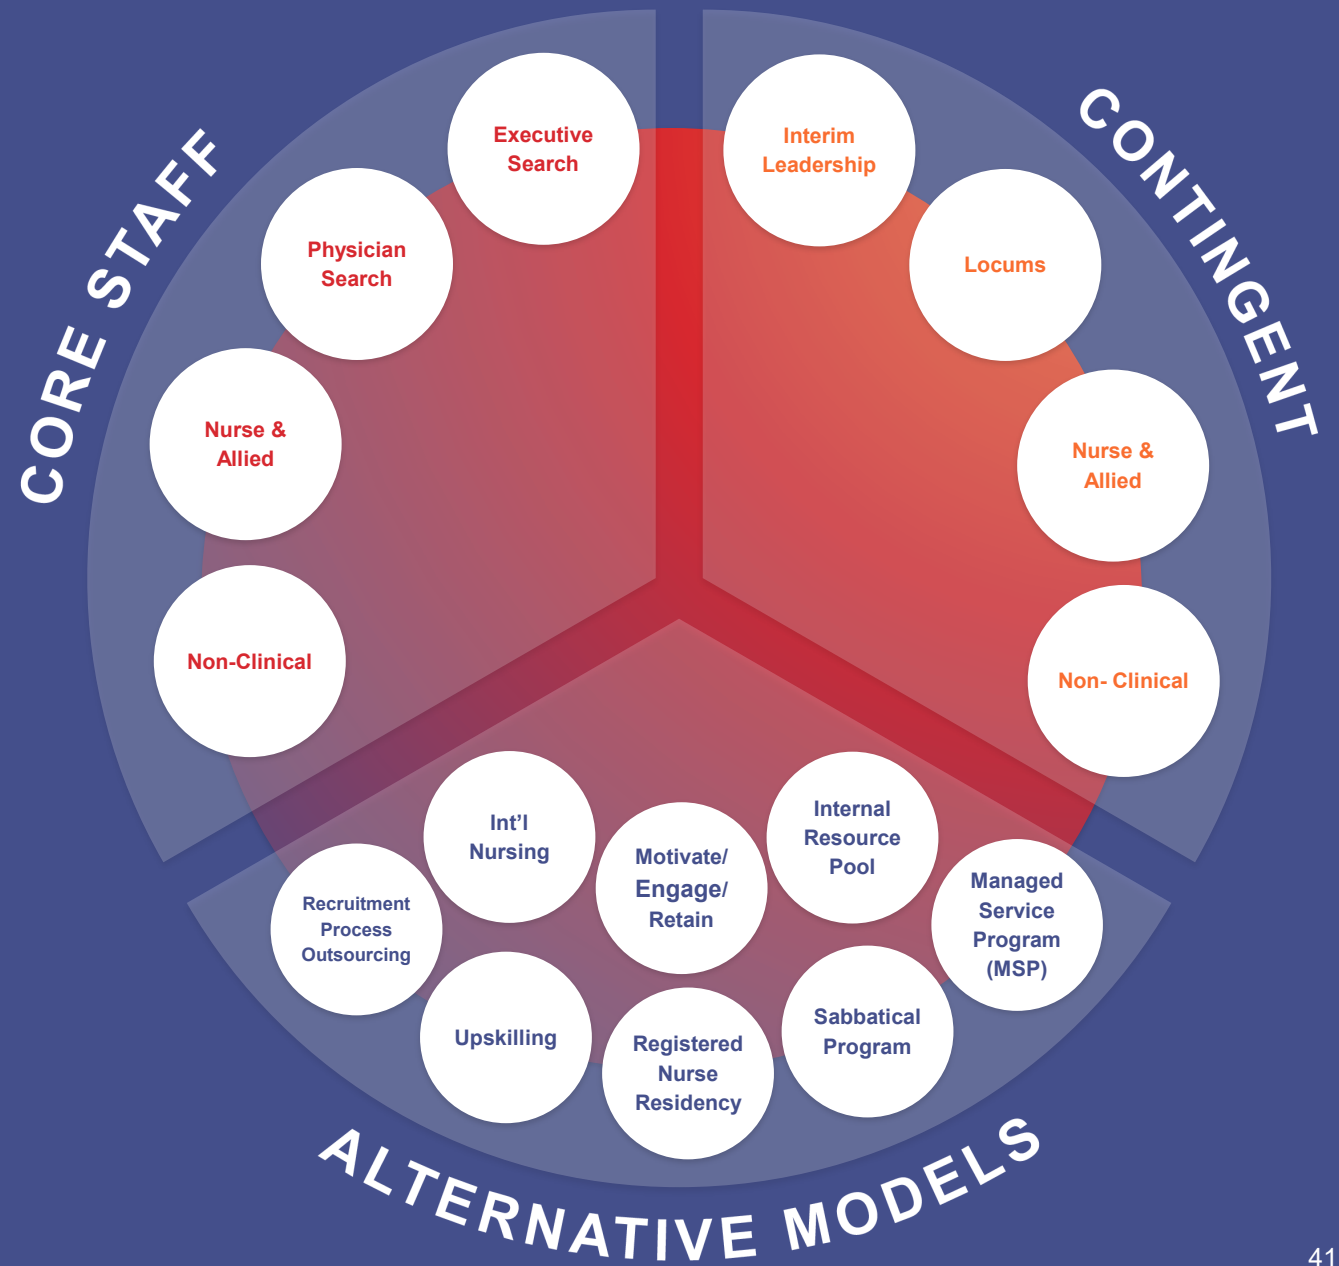 CORE STAFF
Executive
Search
Physician
Search
Nurse &
Allied
Non-Clinical
CONTINGENT
Interim
Leadership
Locums
Nurse &
Allied
Non- Clinical
Int'l
Nursing
Motivate/
Engage/
Retain
Internal
Resource
Pool
Recruitment
Process
Outsourcing
Managed
Service
Program
(MSP)
Upskilling
Registered
Nurse
Residency
Sabbatical
Program
ALTERNATIVE MODELS
41